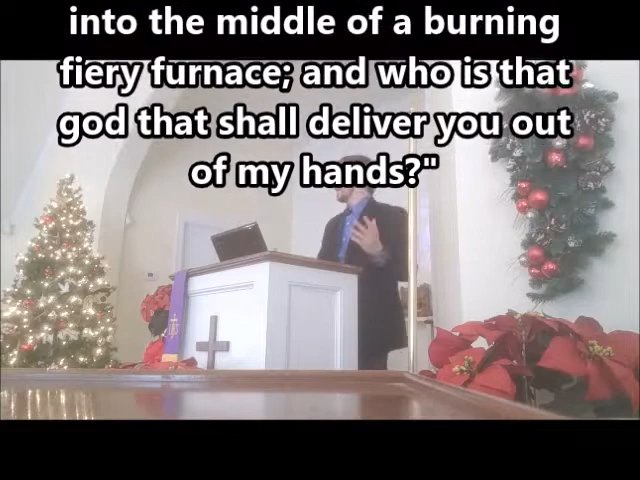 into the middle of a burning
fiery furnace; and who is that
god that shall deliver you out
of my hands?"